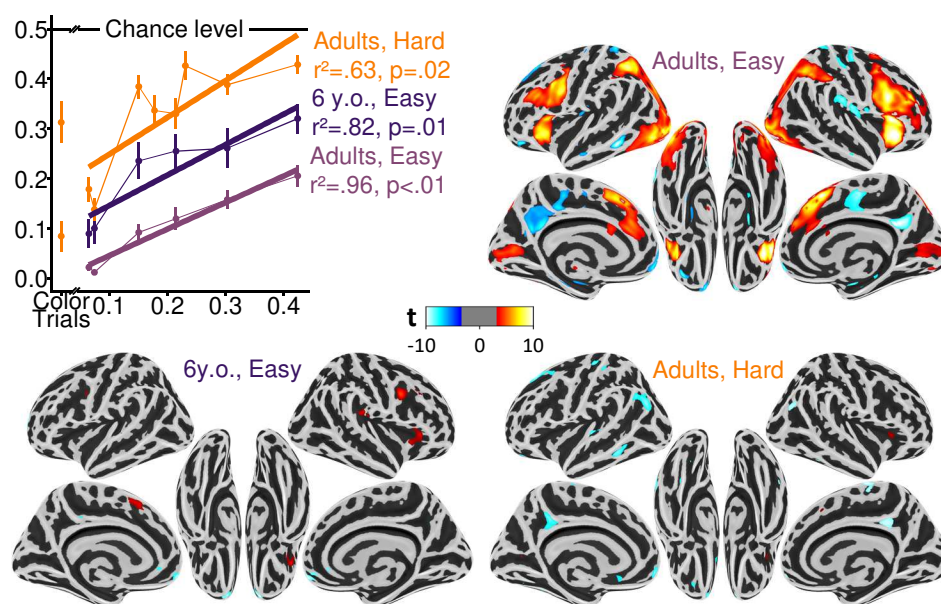 0.5
Chance level
0.4
0.3
0.2
0.1
0.0
Color
Trials
0.1
0.2
0.3
0.4
Adults, Hard
r²=.63, p=.02
6 y.o., Easy
r²=.82, p=.01
Adults, Easy
r²=.96, p<.01
Adults, Easy
t
-10
0
10
6y.o., Easy
Adults, Hard